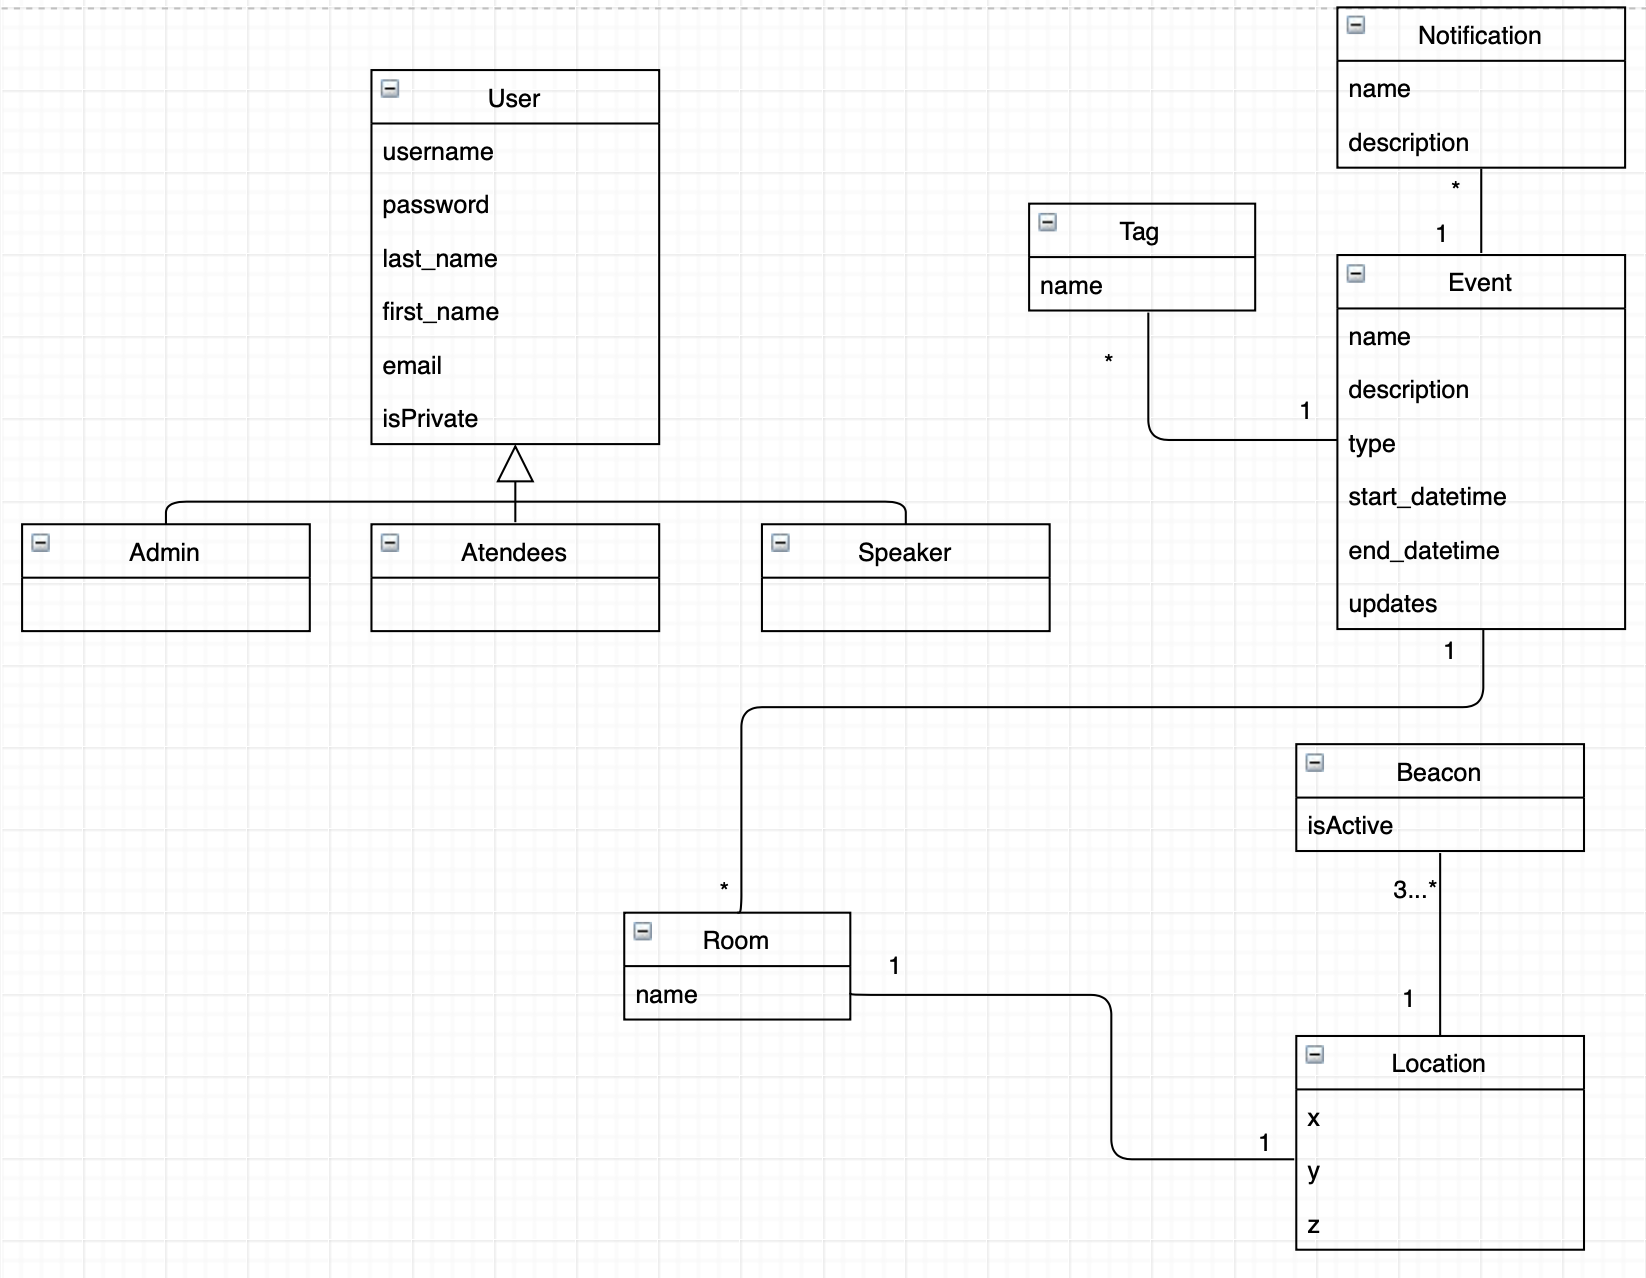 Notification
name
description
*
1
User
username
password
last_name
first_name
email
isPrivate
Tag
name
*
1
Event
name
description
type
start_datetime
end_datetime
updates
1
Admin
Atendees
Speaker
*
Room
name
1
Beacon
isActive
3...*
1
1
Location
x
y
z